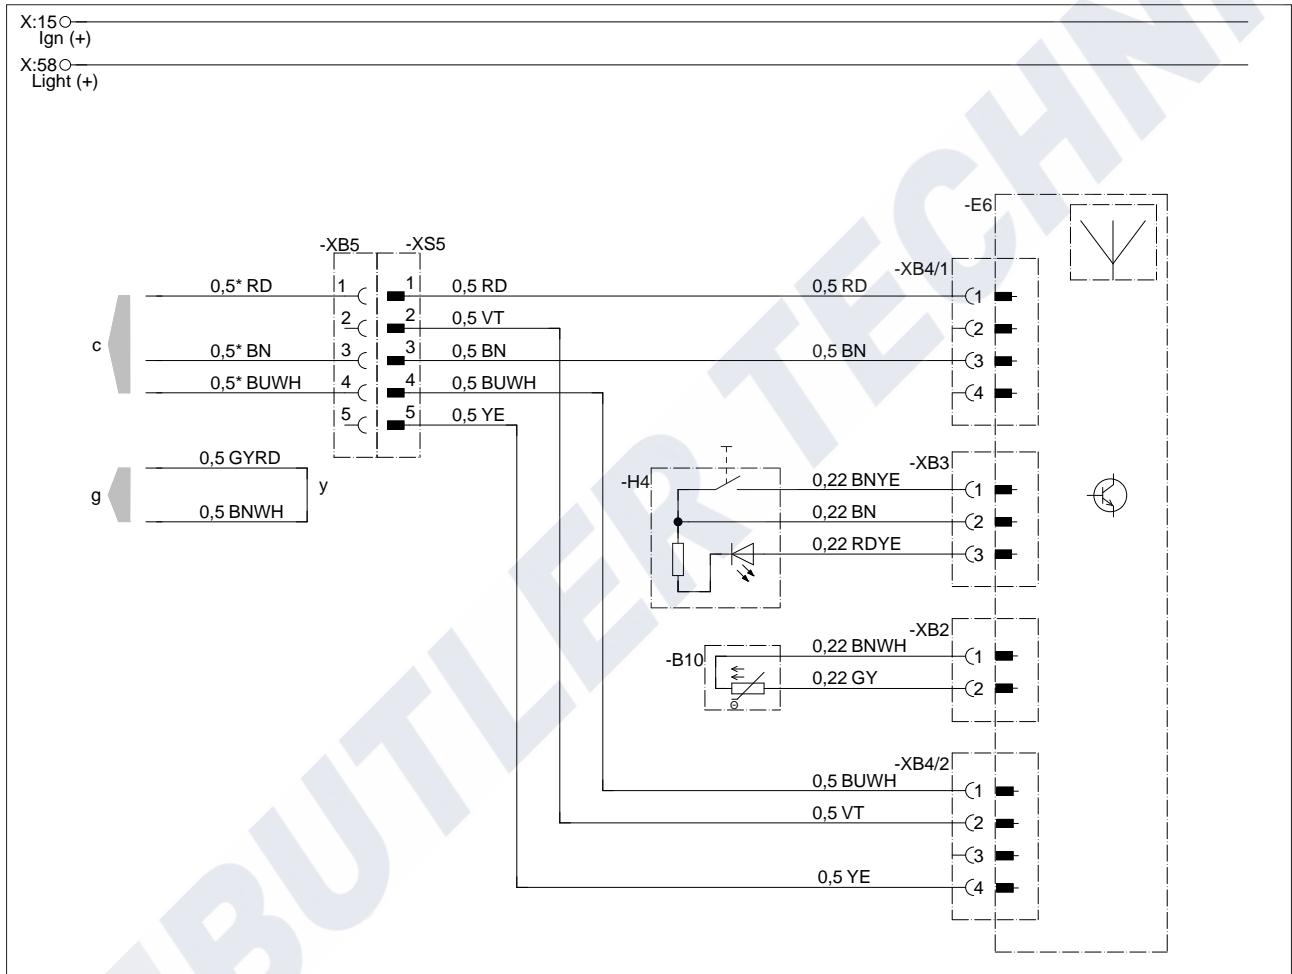 X:15
Ign (+)
X:58
Light (+)
-E6
-XB5 -XS5
-XB4/1
0,5* RD 1 1 0,5 RD 0,5 RD 1
2 2 0,5 VT 2
c 0,5* BN 3 3 0,5 BN 0,5 BN 3
0,5* BUWH 4 4 0,5 BUWH 4
5 5 0,5 YE
-XB3
g 0,5 GYRD y
0,5 BNWH
-H4 0,22 BNYE 1
0,22 BN 2
0,22 RDYE 3
-XB2
-B10 0,22 BNWH 1
0,22 GY 2
Θ
-XB4/2
0,5 BUWH 1
0,5 VT 2
3
0,5 YE 4
BUTLER TECHNI